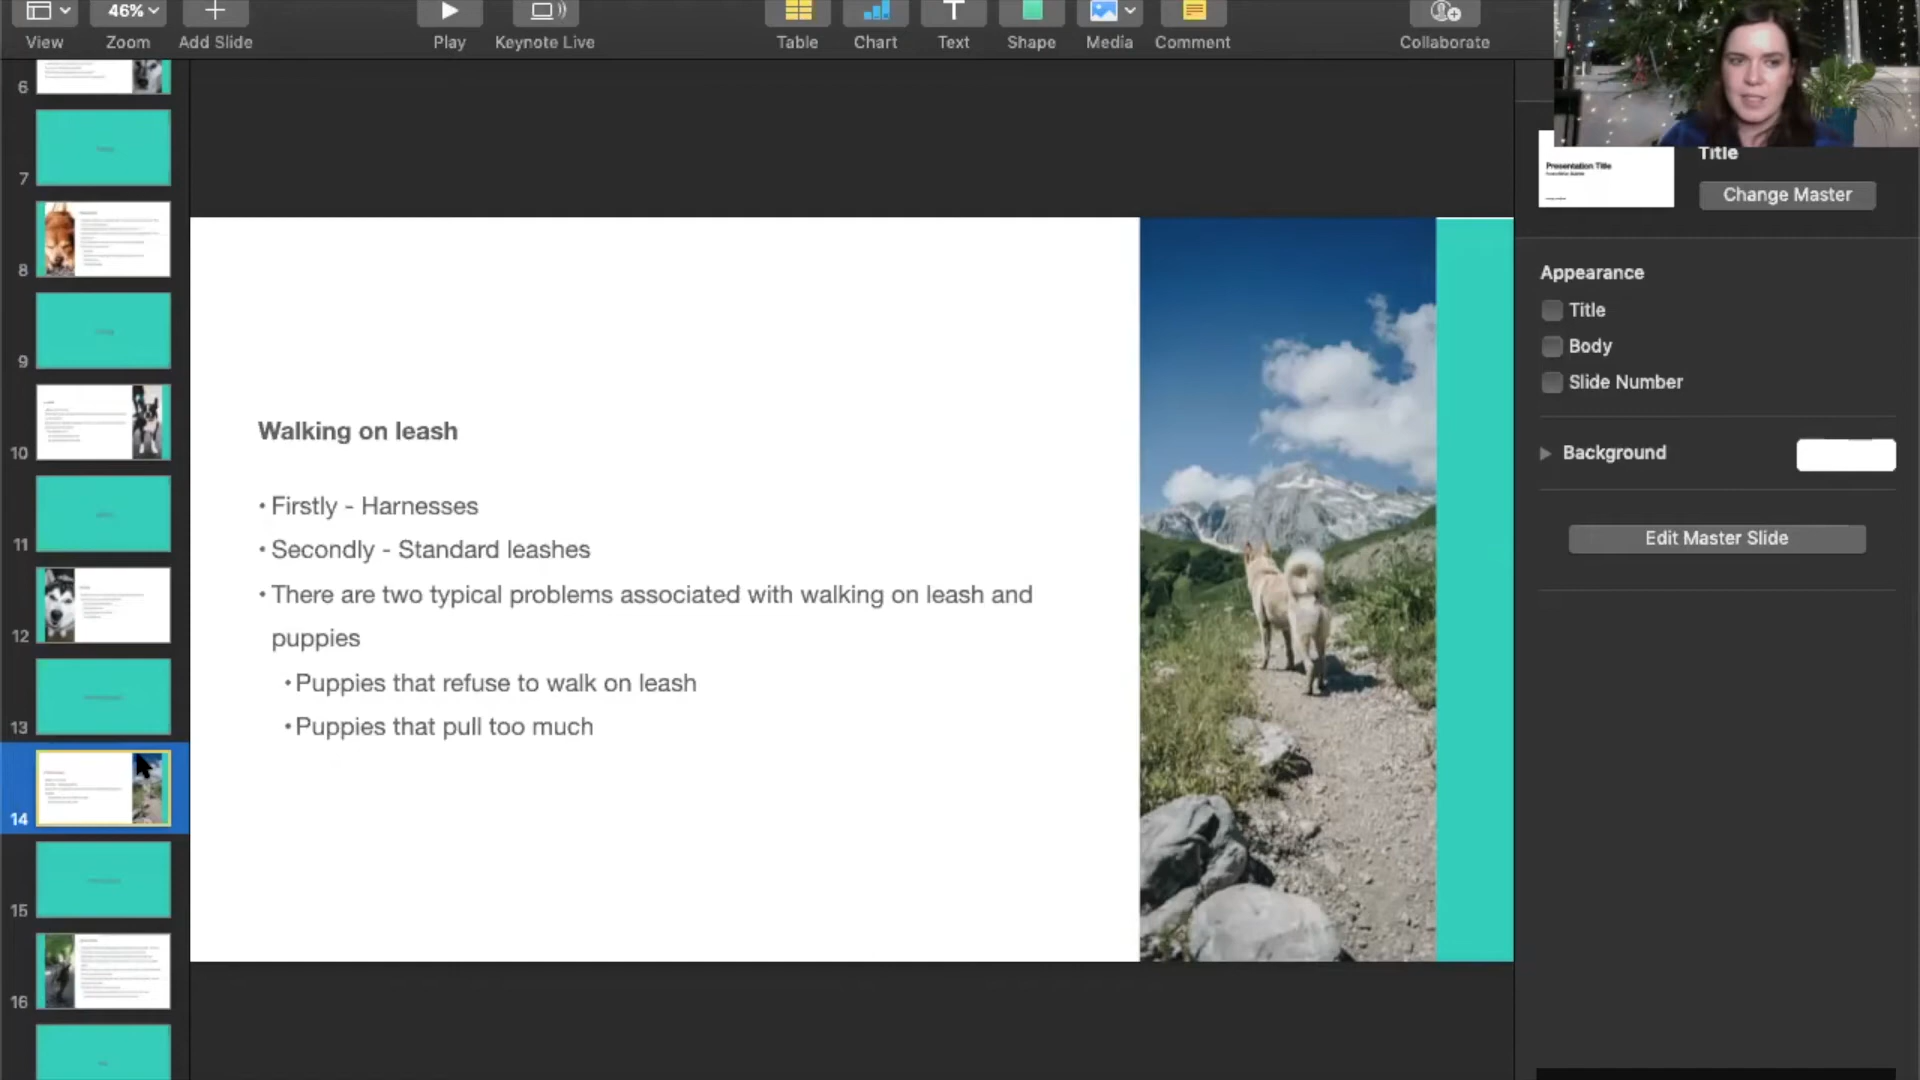 46%
View
Zoom
Add Slide
Play
Keynote Live
Table
Chart
Text
Shape
Media
Comment
Collaborate
6
7
8
9
10
11
12
13
14
15
16
Walking on leash
• Firstly - Harnesses
• Secondly - Standard leashes
• There are two typical problems associated with walking on leash and
puppies
• Puppies that refuse to walk on leash
• Puppies that pull too much
Presentation Title
Title
Change Master
Appearance
Title
Body
Slide Number
Background
Edit Master Slide